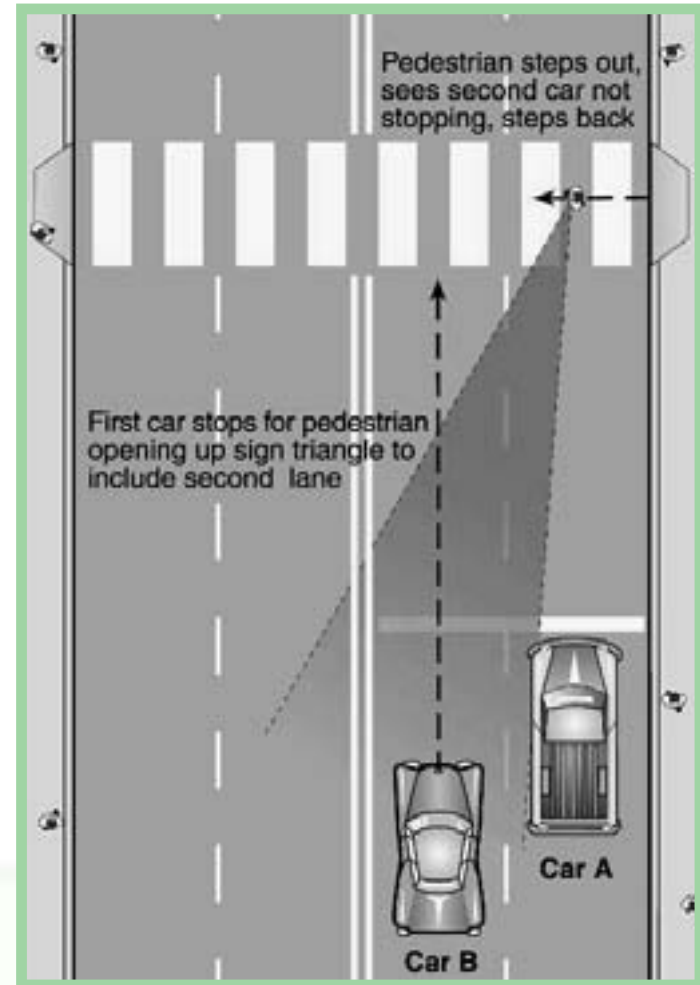 Pedestrian steps out,
sees second car not
stopping, steps back
First car stops for pedestrian
opening up sign triangle to
include second lane
Car A
Car B